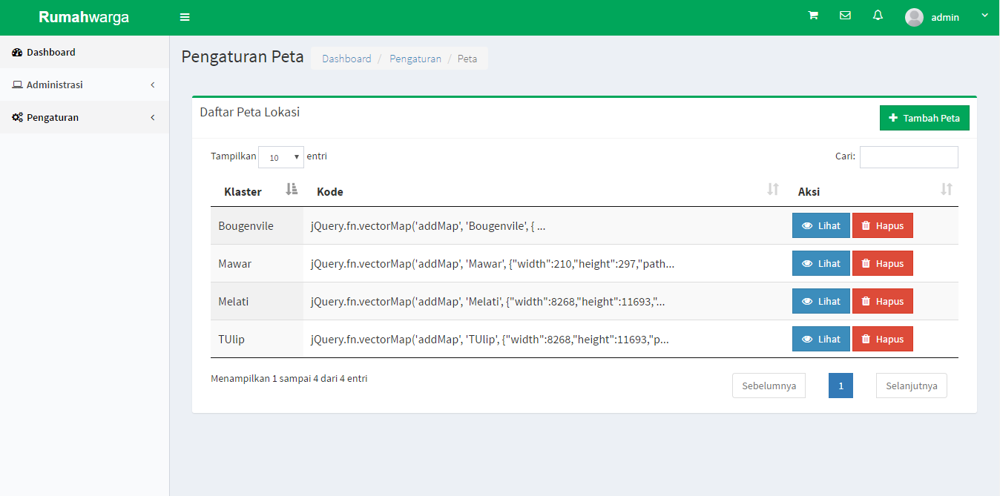 Rumahwarga
admin
Dashboard
Administrasi
Pengaturan
Pengaturan Peta
Dashboard / Pengaturan / Peta
Daftar Peta Lokasi
Tambah Peta
Tampilkan 10 entri
Cari:
Klaster Kode Aksi
Bougenvile jQuery.fn.vectorMap('addMap', 'Bougenvile', { ... Lihat Hapus
Mawar jQuery.fn.vectorMap('addMap', 'Mawar', {"width":210,"height":297,"path... Lihat Hapus
Melati jQuery.fn.vectorMap('addMap', 'Melati', {"width":8268,"height":11693,"... Lihat Hapus
TUlip jQuery.fn.vectorMap('addMap', 'TUlip', {"width":8268,"height":11693,"p... Lihat Hapus
Menampilkan 1 sampai 4 dari 4 entri
Sebelumnya 1 Selanjutnya